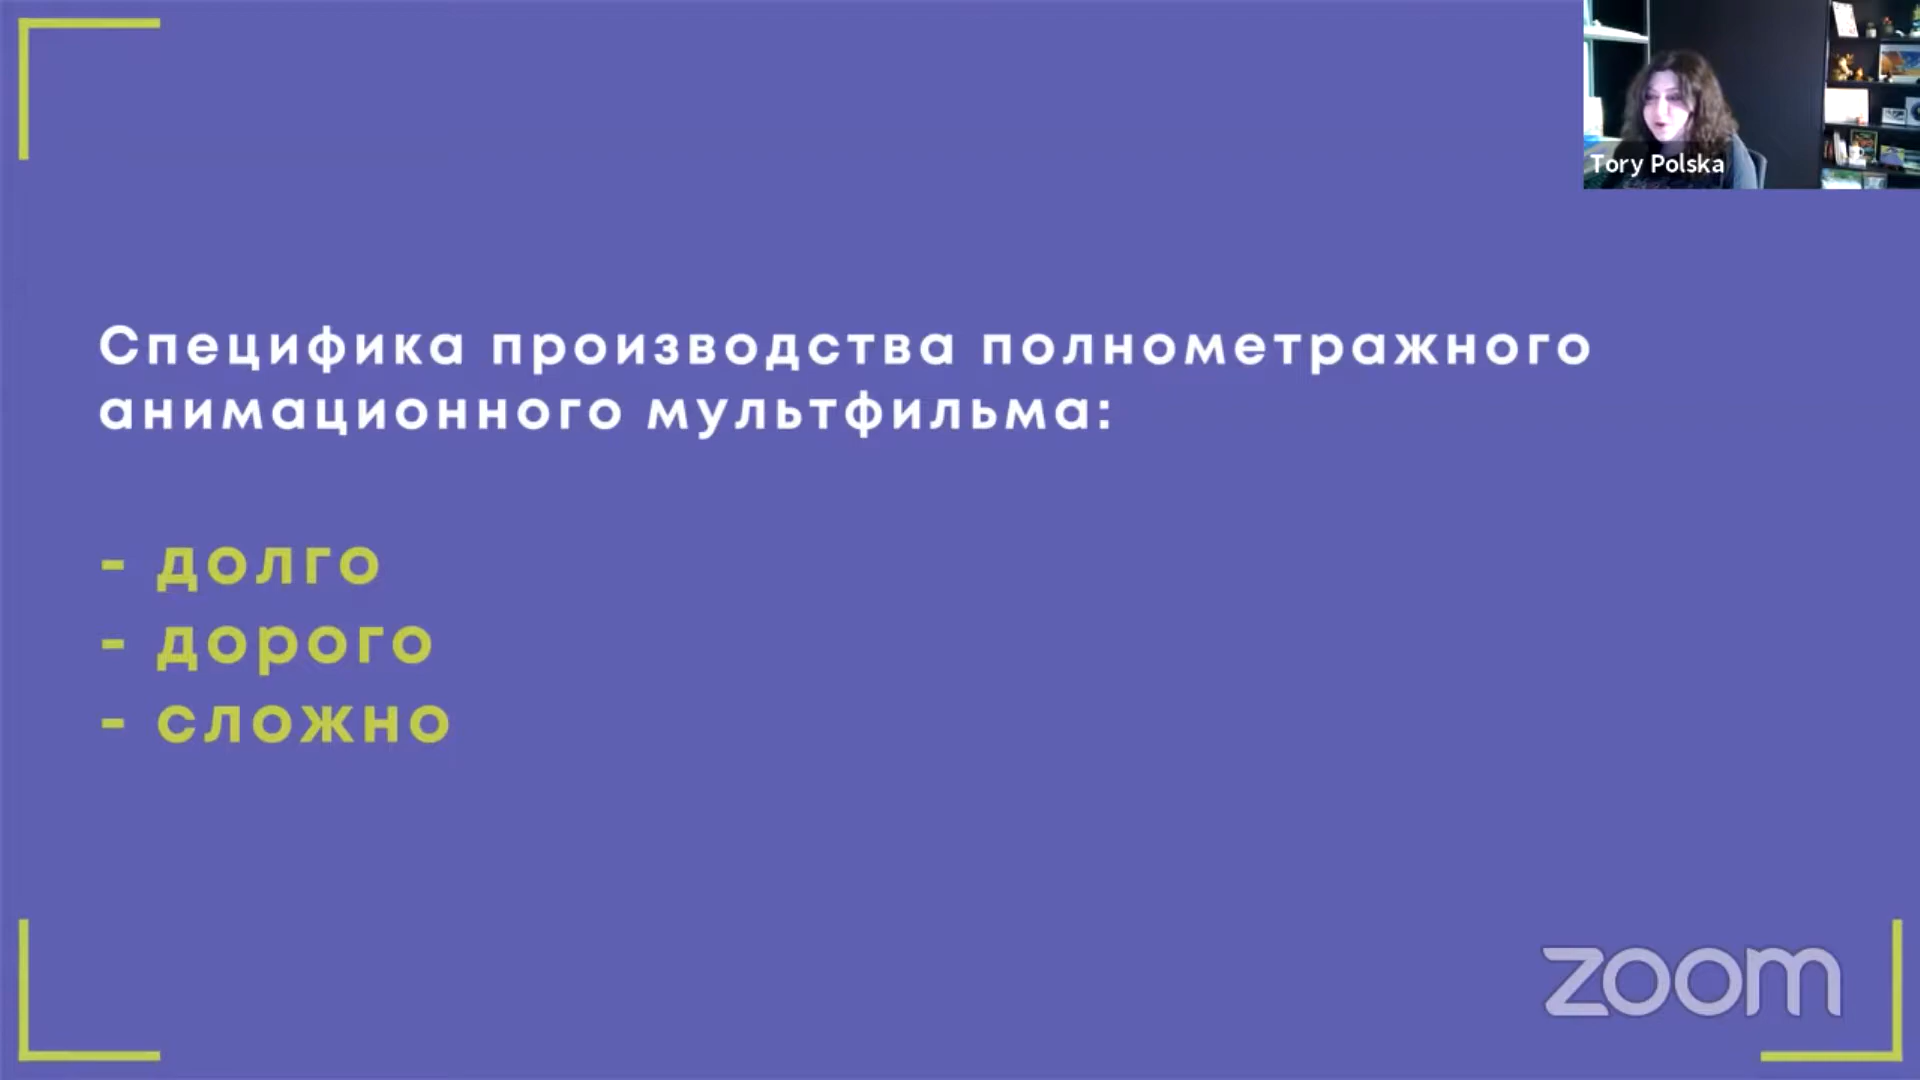 Tory Polska
Специфика производства полнометражного
анимационного мультфильма:
- долго
- дорого
- сложно
zoom